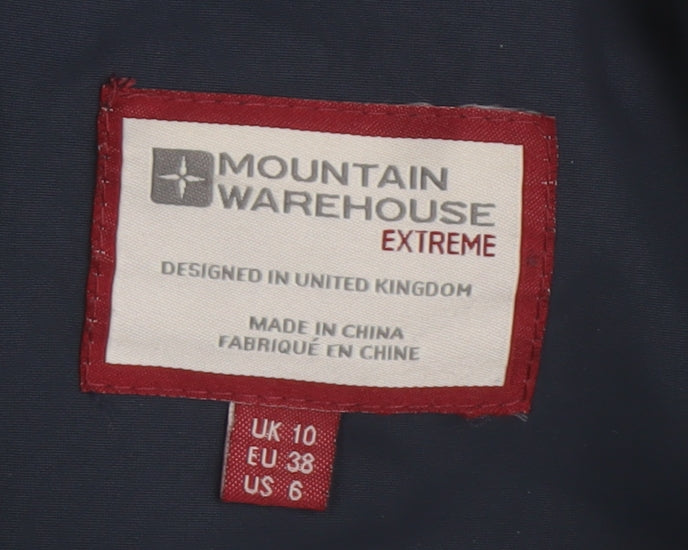 MOUNTAIN
WAREHOUSE
EXTREME
DESIGNED IN UNITED KINGDOM
MADE IN CHINA
FABRIQUÉ EN CHINE
UK 10
EU 38
US 6